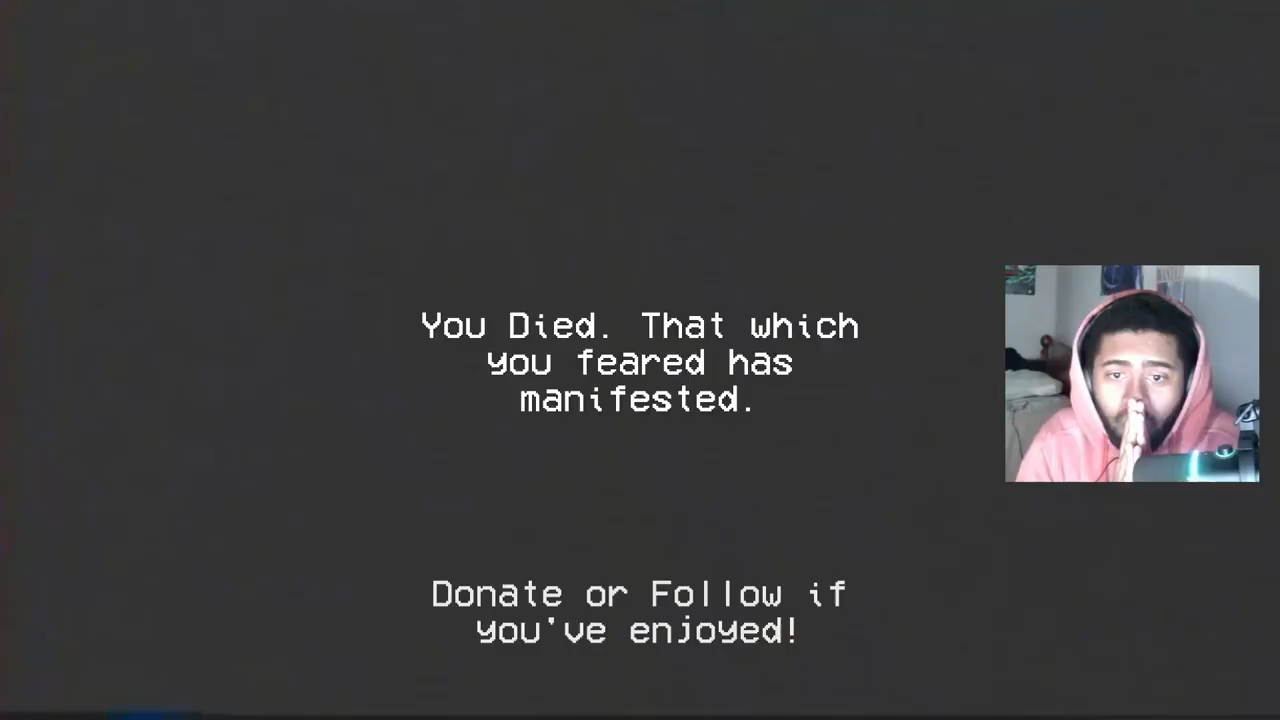 You Died. That which
you feared has
manifested.
Donate or Follow if
you've enjoyed!